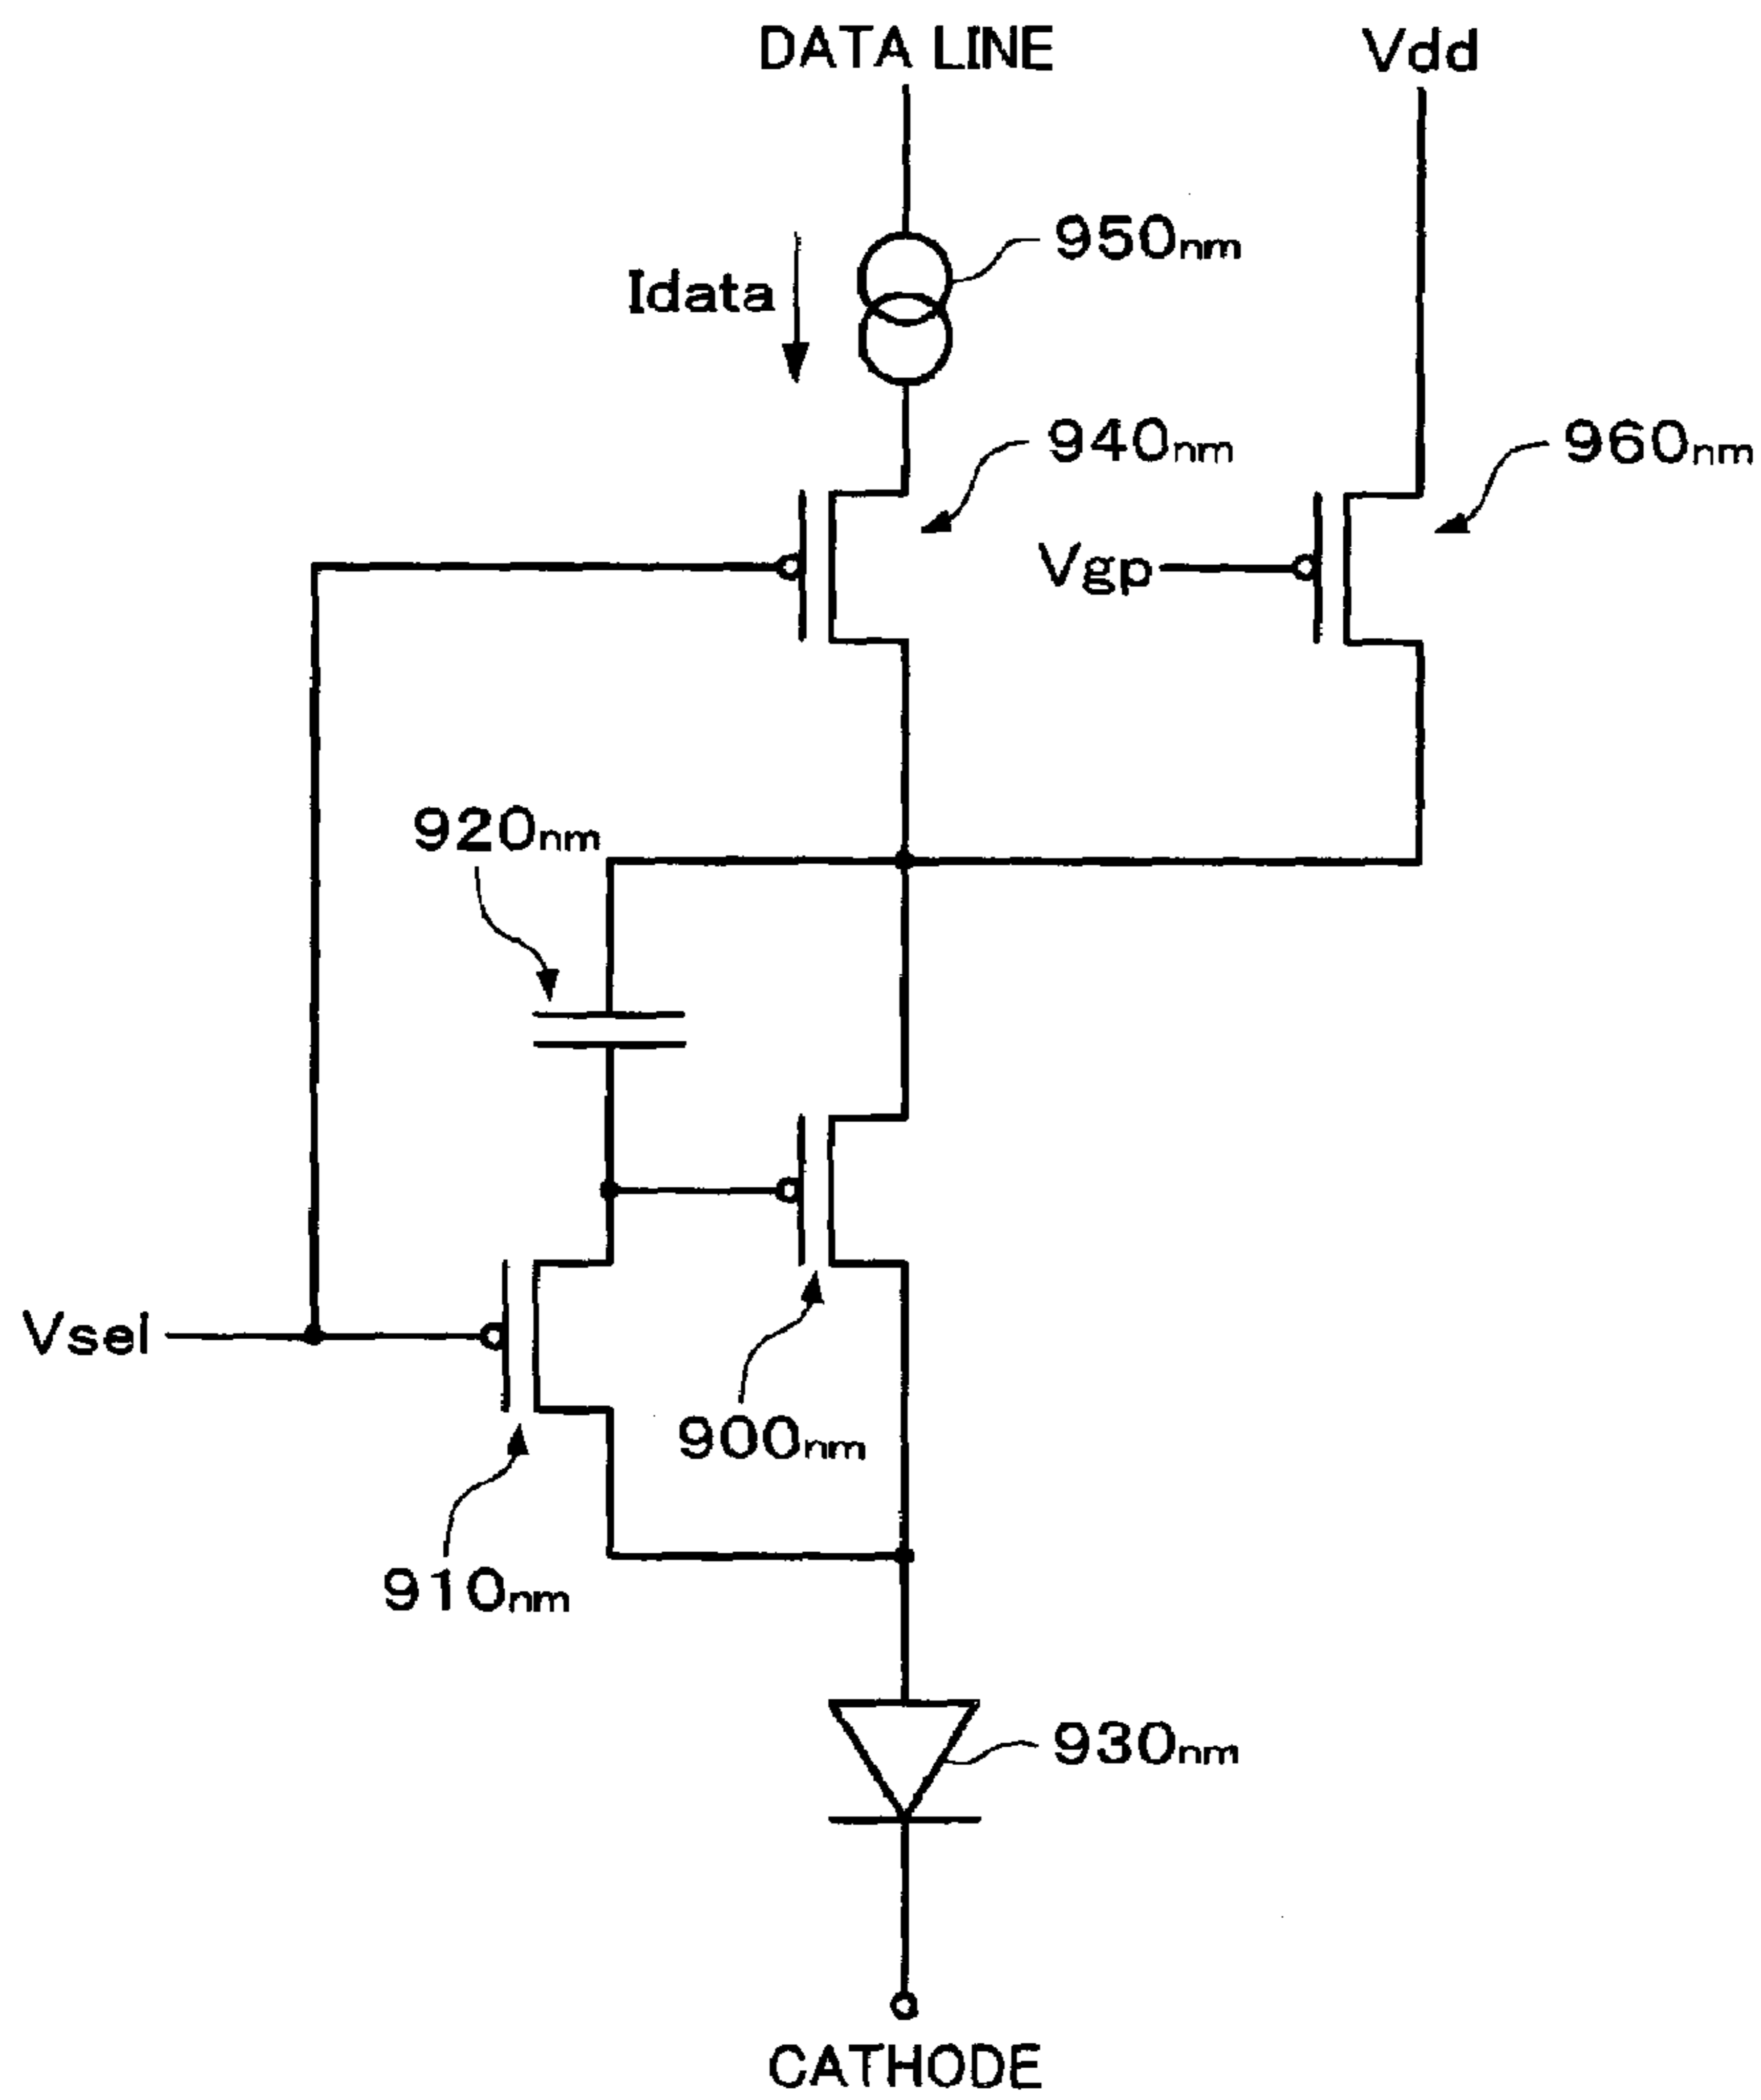 DATA LINE
Vdd
950nm
Idata
940nm
960nm
Vgp
920nm
Vsel
900nm
910nm
930nm
CATHODE